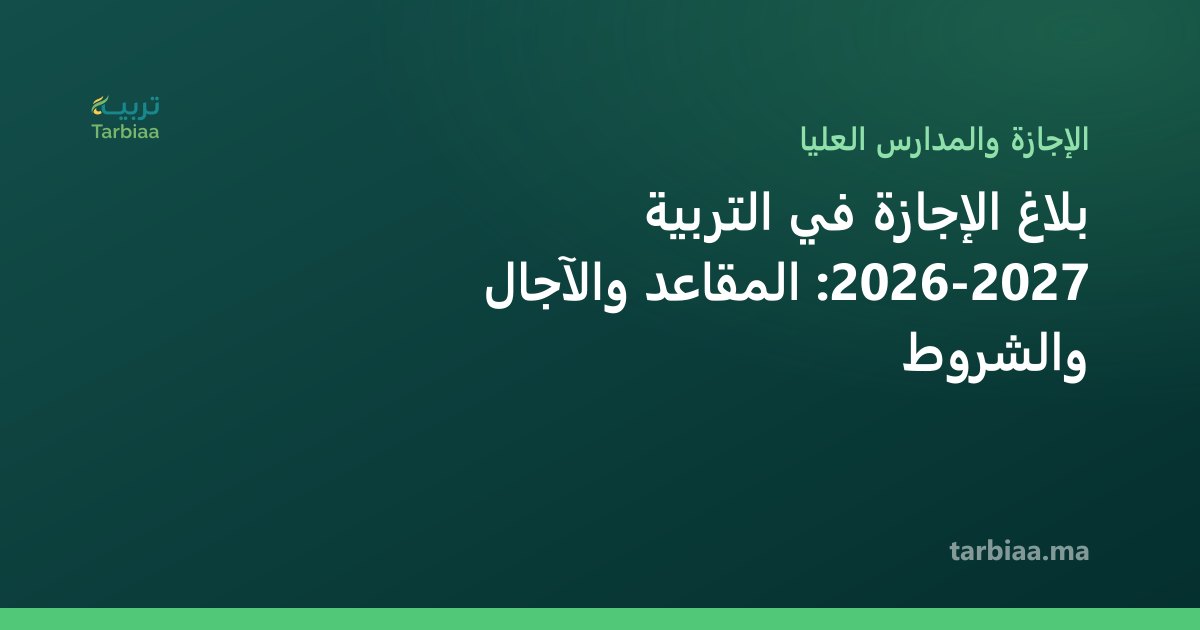 تربية
Tarbiaa
الإجازة والمدارس العليا
بلاغ الإجازة في التربية
2026-2027: المقاعد والآجال
والشروط
tarbiaa.ma